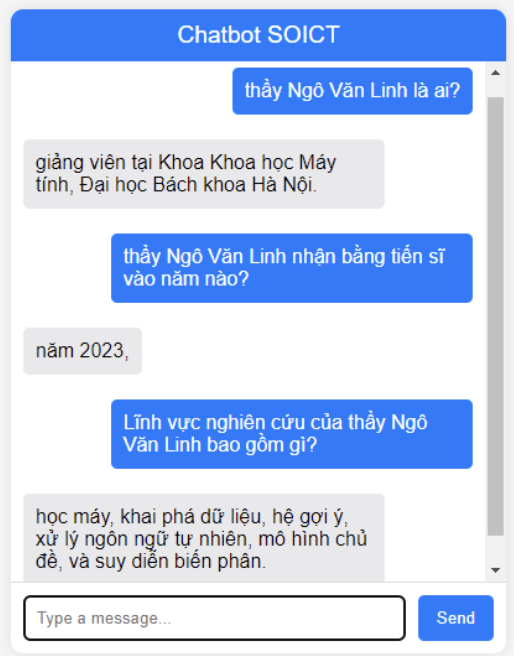 Chatbot SOICT
thầy Ngô Văn Linh là ai?
giảng viên tại Khoa Khoa học Máy
tính, Đại học Bách khoa Hà Nội.
thầy Ngô Văn Linh nhận bằng tiến sĩ
vào năm nào?
năm 2023,
Lĩnh vực nghiên cứu của thầy Ngô
Văn Linh bao gồm gì?
học máy, khai phá dữ liệu, hệ gợi ý,
xử lý ngôn ngữ tự nhiên, mô hình chủ
đề, và suy diễn biến phân.
Type a message...
Send